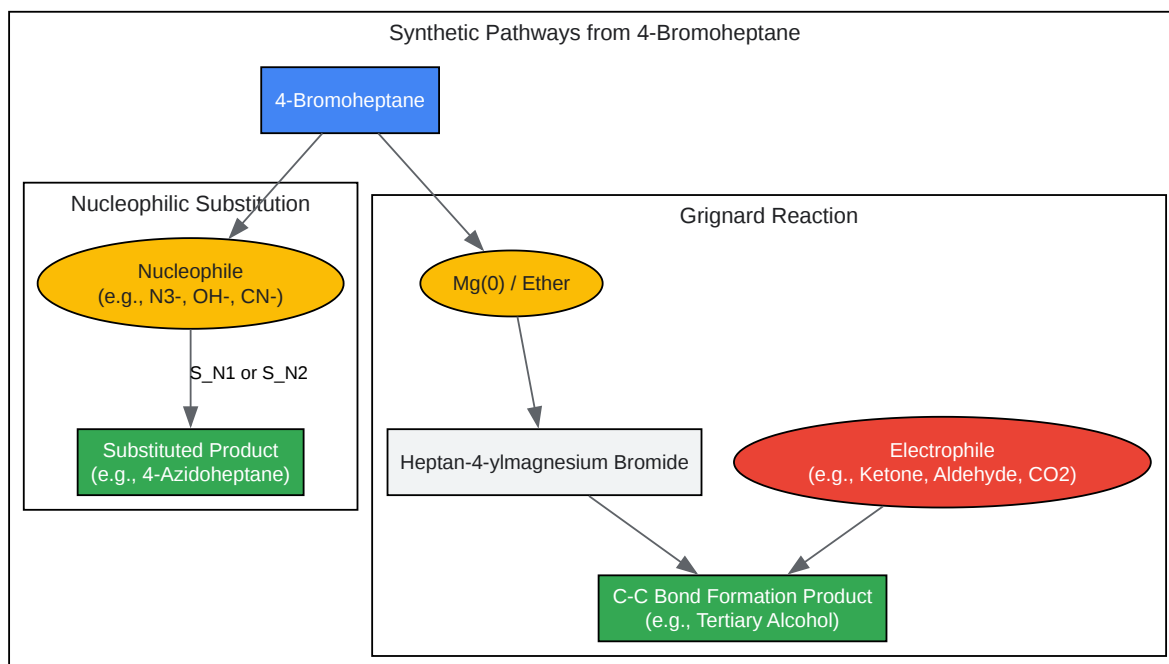 Synthetic Pathways from 4-Bromoheptane
4-Bromoheptane
Nucleophilic Substitution
Nucleophile
(e.g., N3-, OH-, CN-)
S_N1 or S_N2
Substituted Product
(e.g., 4-Azidoheptane)
Grignard Reaction
Mg(0) / Ether
Heptan-4-ylmagnesium Bromide
Electrophile
(e.g., Ketone, Aldehyde, CO2)
C-C Bond Formation Product
(e.g., Tertiary Alcohol)